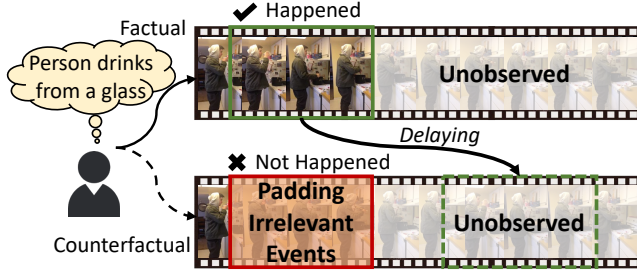 Factual
✔ Happened
Person drinks
from a glass
Unobserved
Delaying
✖ Not Happened
Padding
Irrelevant
Events
Unobserved
Counterfactual